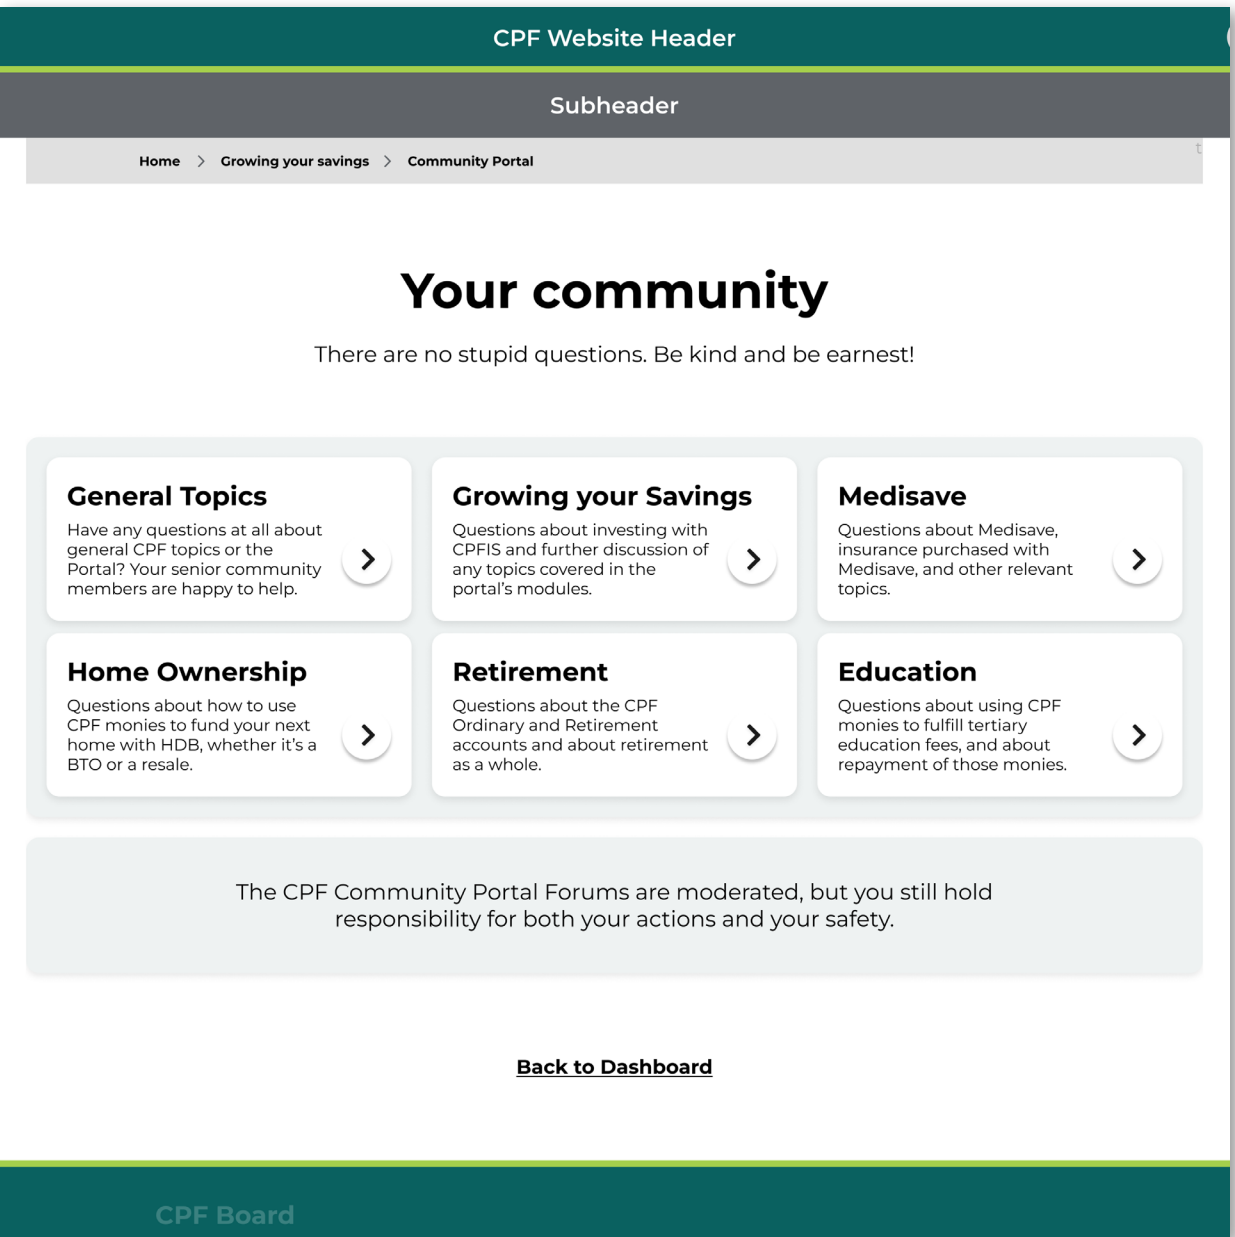 CPF Website Header
Subheader
Home > Growing your savings > Community Portal
t
Your community
There are no stupid questions. Be kind and be earnest!
General Topics
Have any questions at all about
general CPF topics or the
Portal? Your senior community
members are happy to help.
Growing your Savings
Questions about investing with
CPFIS and further discussion of
any topics covered in the
portal's modules.
Medisave
Questions about Medisave,
insurance purchased with
Medisave, and other relevant
topics.
Home Ownership
Questions about how to use
CPF monies to fund your next
home with HDB, whether it's a
BTO or a resale.
Retirement
Questions about the CPF
Ordinary and Retirement
accounts and about retirement
as a whole.
Education
Questions about using CPF
monies to fulfill tertiary
education fees, and about
repayment of those monies.
The CPF Community Portal Forums are moderated, but you still hold
responsibility for both your actions and your safety.
Back to Dashboard
CPF Board